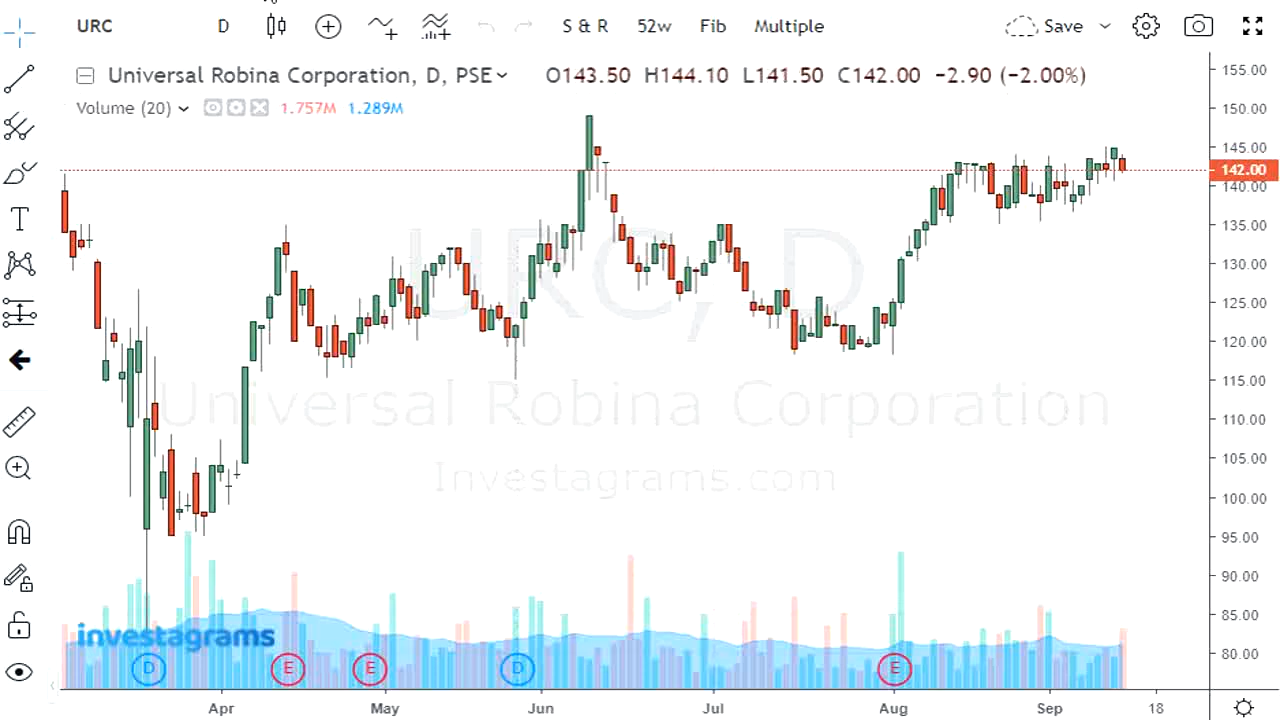 URC D S & R 52w Fib Multiple Save
Universal Robina Corporation, D, PSE O143.50 H144.10 L141.50 C142.00 −2.90 (−2.00%)
Volume (20) 1.757M 1.289M
155.00
150.00
145.00
142.00
140.00
135.00
130.00
125.00
120.00
115.00
110.00
105.00
100.00
95.00
90.00
85.00
80.00
URC, D
Universal Robina Corporation
Investagrams.com
investagrams
D E E D E
Apr May Jun Jul Aug Sep 18